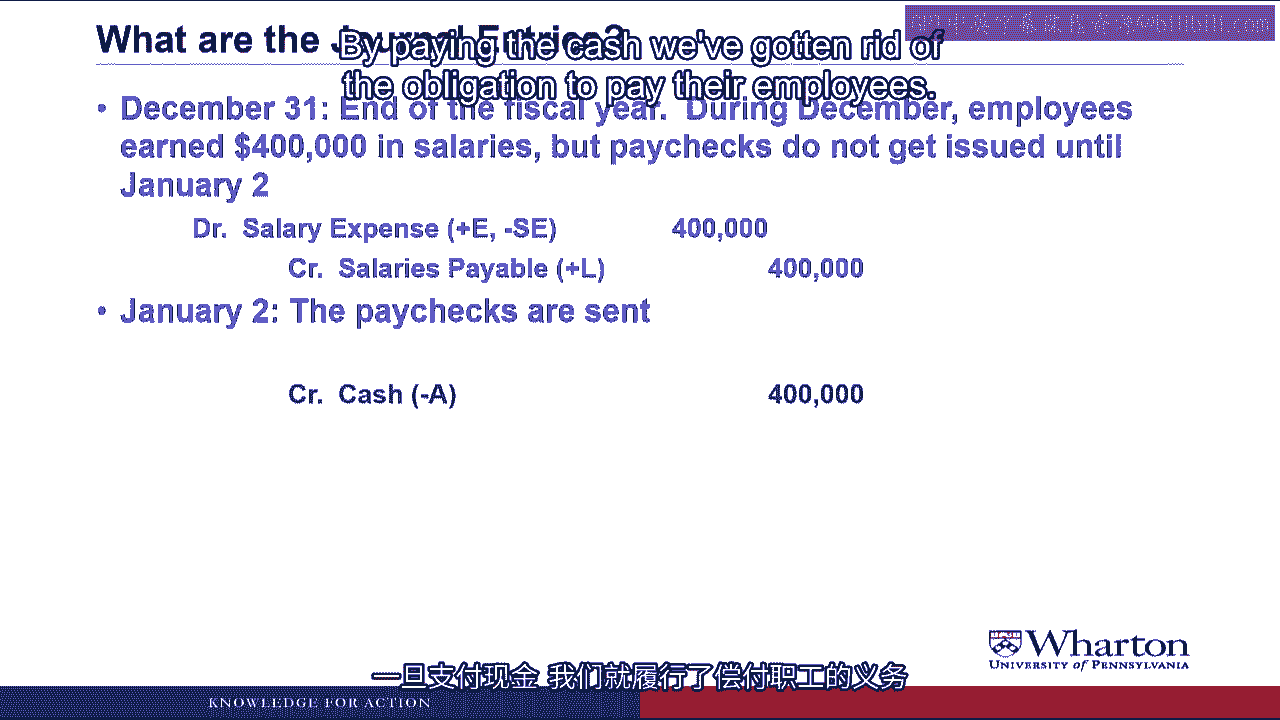 What are the Journal Entries?
By paying the cash we've gotten rid of
the obligation to pay their employees.
• December 31: End of the fiscal year. During December, employees
earned $400,000 in salaries, but paychecks do not get issued until
January 2
Dr. Salary Expense (+E, -SE) 400,000
Cr. Salaries Payable (+L) 400,000
• January 2: The paychecks are sent
Cr. Cash (-A) 400,000
Wharton
UNIVERSITY of PENNSYLVANIA
一旦支付现金 我们就履行了偿付职工的义务
KNOWLEDGE FOR ACTION